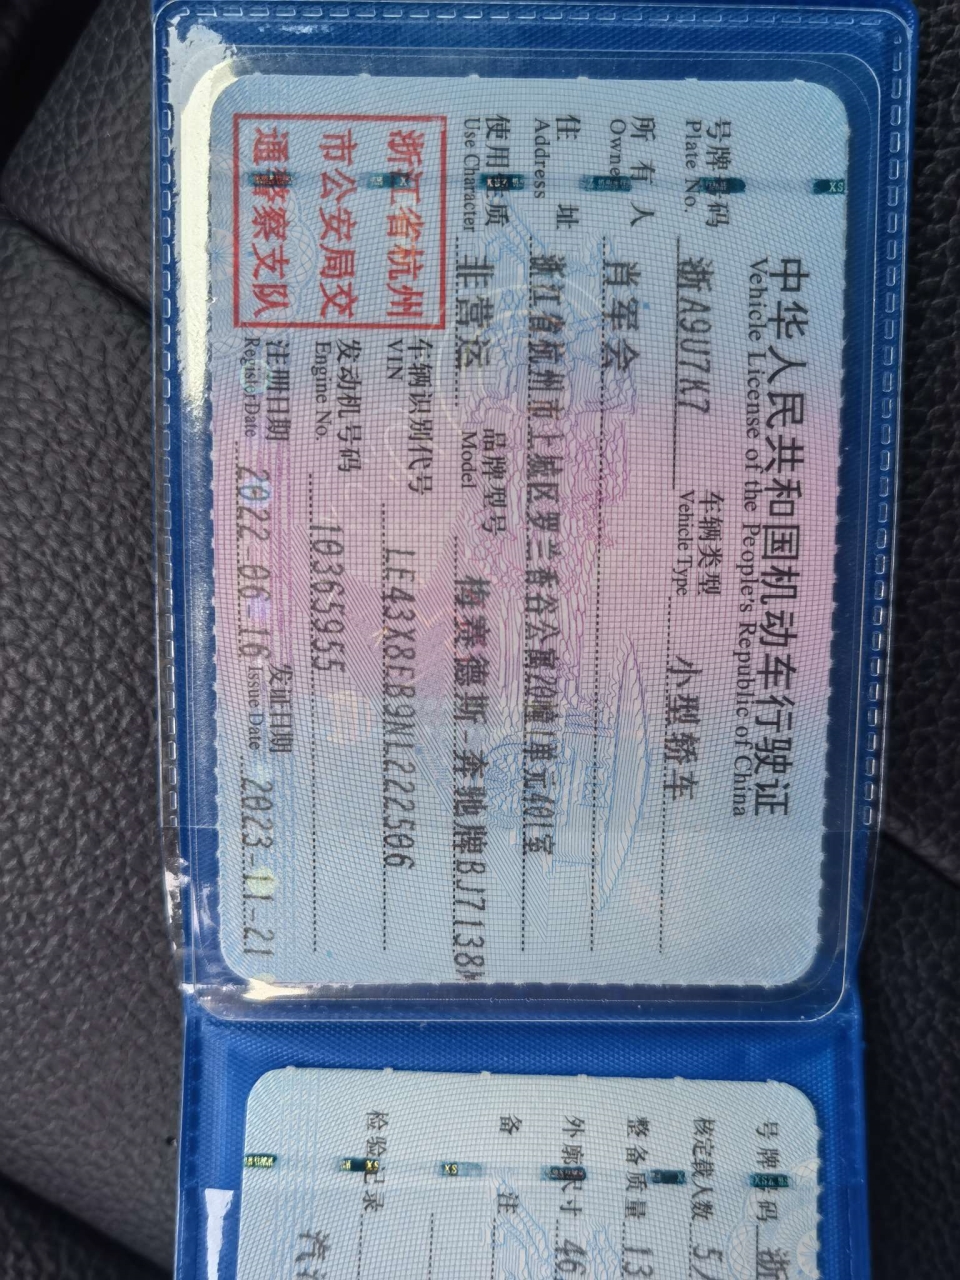 中华人民共和国机动车行驶证
Vehicle License of the People's Republic of China
号牌号码 浙A9U7K7 车辆类型 小型轿车
Plate No. Vehicle Type
所有人 肖军会
Owner
住址 浙江省杭州市上城区罗兰香谷公寓70幢1单元401室
Address
使用性质 非营运 品牌型号 梅赛德斯-奔驰牌BJ7138
Use Character Model
浙江省杭州
市公安局交
通警察支队
车辆识别代号 LE43X8EB9NL222506
VIN
发动机号码 10365955
Engine No.
注册日期 2022-06-16 发证日期 2023-11-21
Register Date Issue Date
号牌号码 浙
核定载人数 5人
整备质量 13
外廓尺寸 46
备注
检验记录
汽